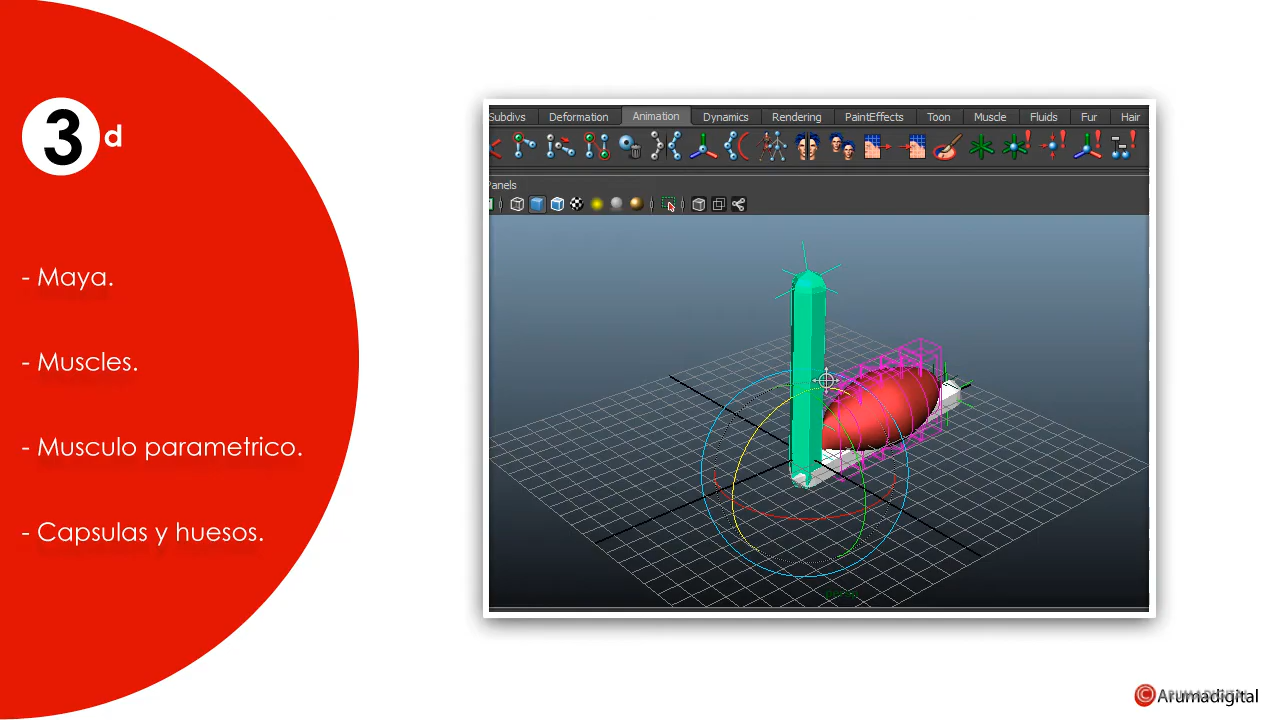 3d
- Maya.
- Muscles.
- Musculo parametrico.
- Capsulas y huesos.
Subdivs Deformation Animation Dynamics Rendering PaintEffects Toon Muscle Fluids Fur Hair
Panels
© Arumadigital